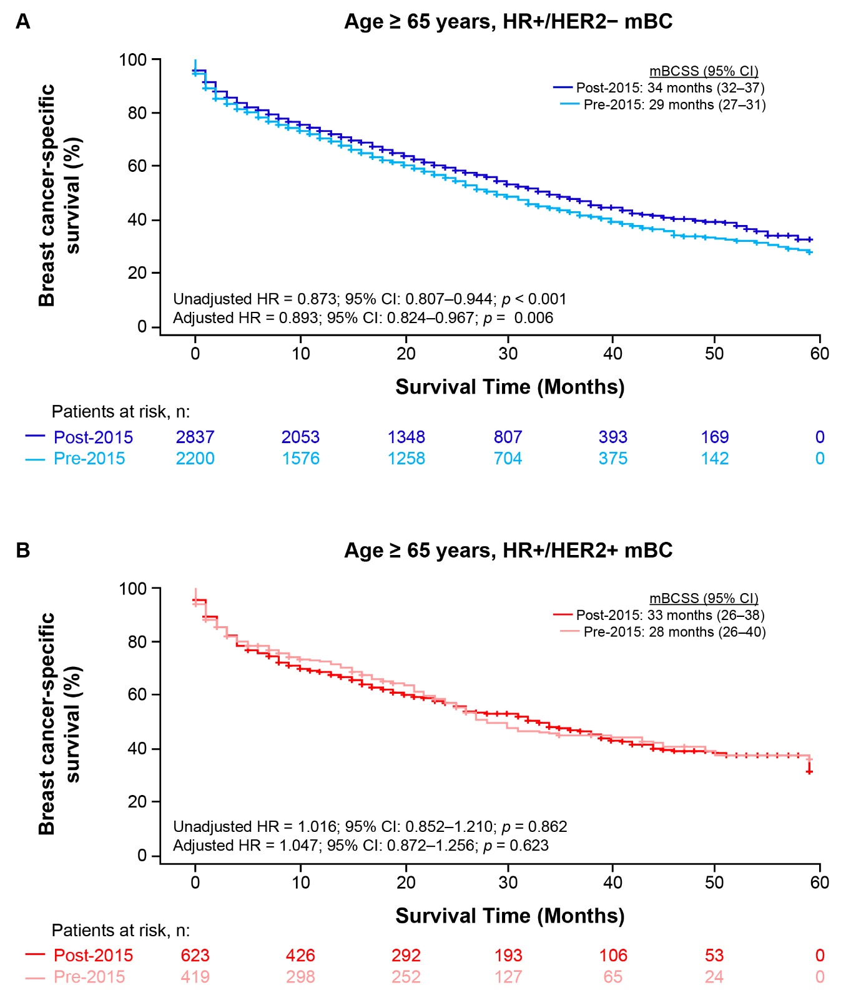 A
Age ≥ 65 years, HR+/HER2− mBC
Breast cancer-specific
survival (%)
100
80
60
40
20
0
mBCSS (95% CI)
Post-2015: 34 months (32–37)
Pre-2015: 29 months (27–31)
Unadjusted HR = 0.873; 95% CI: 0.807–0.944; p < 0.001
Adjusted HR = 0.893; 95% CI: 0.824–0.967; p = 0.006
0 10 20 30 40 50 60
Survival Time (Months)
Patients at risk, n:
Post-2015 2837 2053 1348 807 393 169 0
Pre-2015 2200 1576 1258 704 375 142 0
B
Age ≥ 65 years, HR+/HER2+ mBC
Breast cancer-specific
survival (%)
100
80
60
40
20
0
mBCSS (95% CI)
Post-2015: 33 months (26–38)
Pre-2015: 28 months (26–40)
Unadjusted HR = 1.016; 95% CI: 0.852–1.210; p = 0.862
Adjusted HR = 1.047; 95% CI: 0.872–1.256; p = 0.623
0 10 20 30 40 50 60
Survival Time (Months)
Patients at risk, n:
Post-2015 623 426 292 193 106 53 0
Pre-2015 419 298 252 127 65 24 0